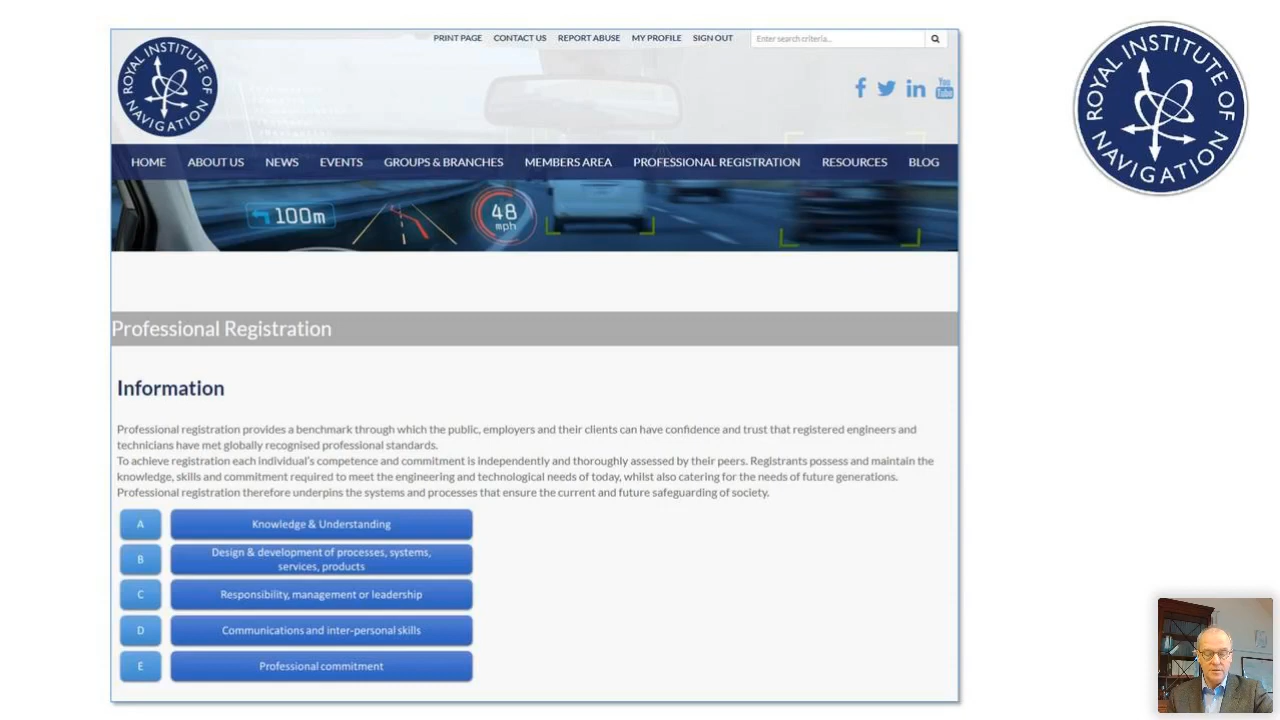 PRINT PAGE CONTACT US REPORT ABUSE MY PROFILE SIGN OUT Enter search criteria...
ROYAL INSTITUTE OF NAVIGATION
You Tube
ROYAL INSTITUTE OF NAVIGATION
HOME ABOUT US NEWS EVENTS GROUPS & BRANCHES MEMBERS AREA PROFESSIONAL REGISTRATION RESOURCES BLOG
100m
48
mph
Professional Registration
Information
Professional registration provides a benchmark through which the public, employers and their clients can have confidence and trust that registered engineers and
technicians have met globally recognised professional standards.
To achieve registration each individual's competence and commitment is independently and thoroughly assessed by their peers. Registrants possess and maintain the
knowledge, skills and commitment required to meet the engineering and technological needs of today, whilst also catering for the needs of future generations.
Professional registration therefore underpins the systems and processes that ensure the current and future safeguarding of society.
A Knowledge & Understanding
B Design & development of processes, systems,
services, products
C Responsibility, management or leadership
D Communications and inter-personal skills
E Professional commitment